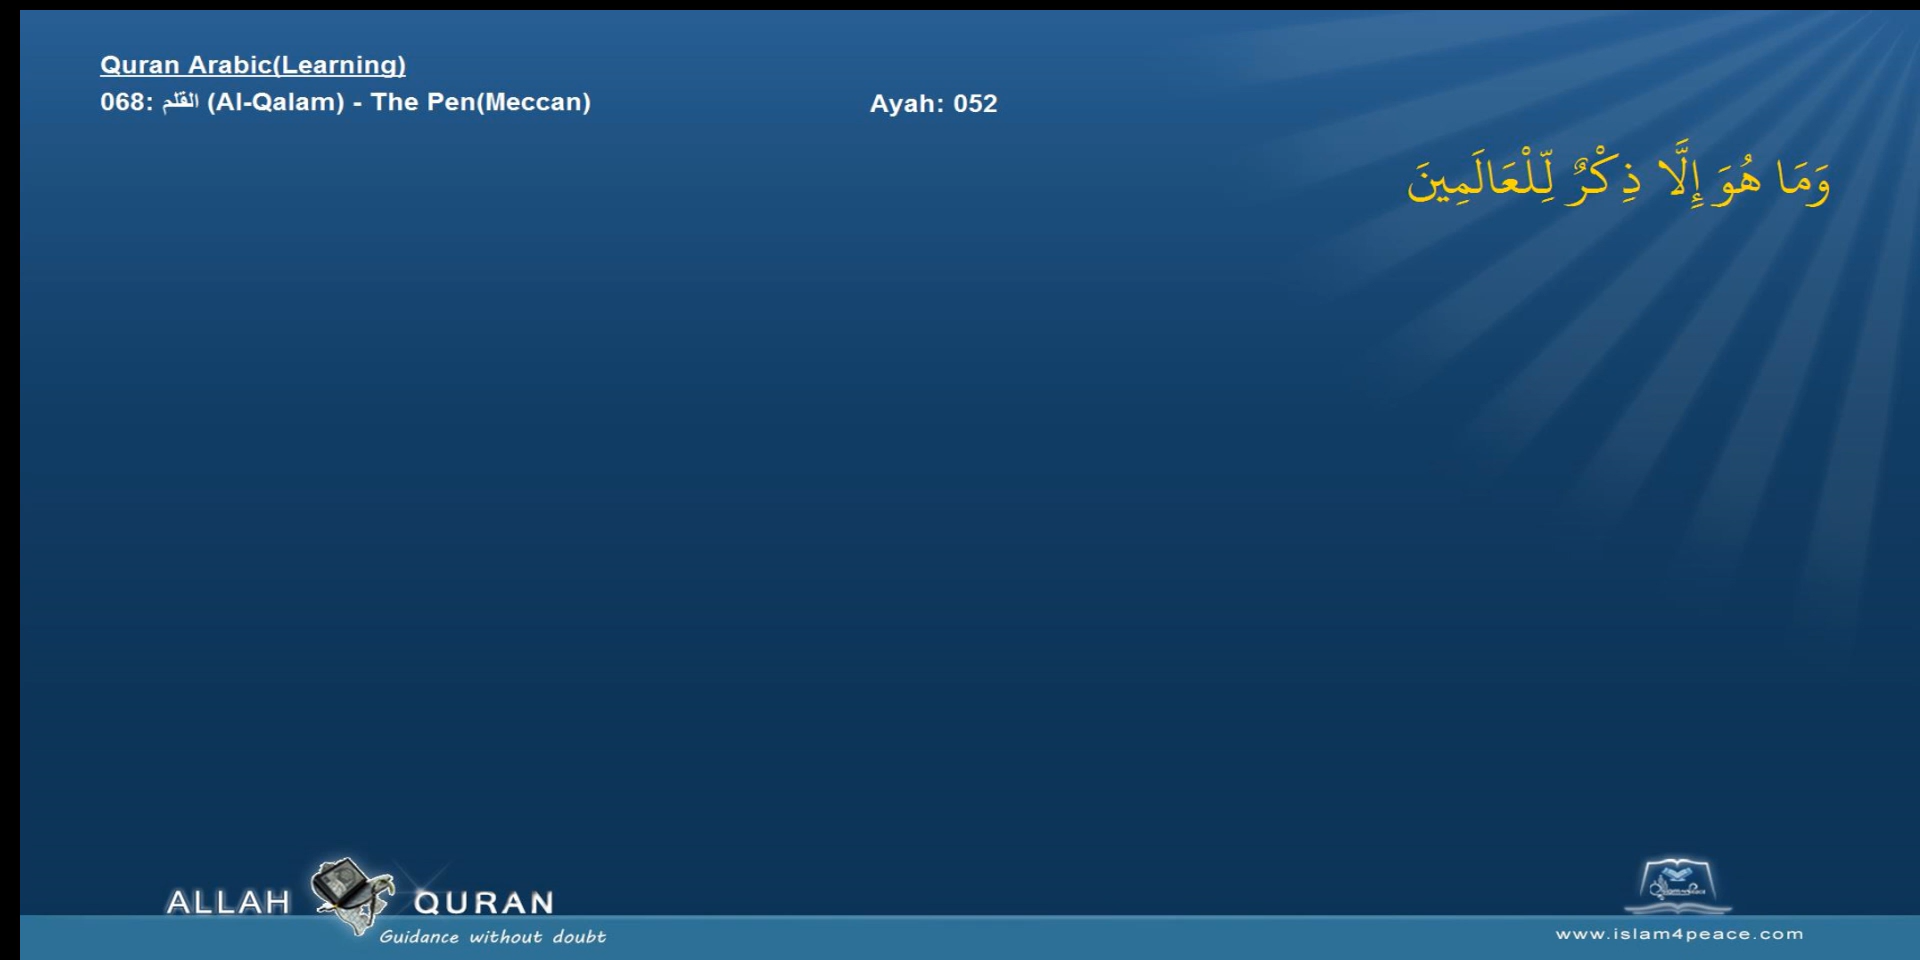 Quran Arabic(Learning)
068: القلم (Al-Qalam) - The Pen(Meccan)
Ayah: 052
وَمَا هُوَ إِلَّا ذِكْرٌ لِّلْعَالَمِينَ
ALLAH QURAN
Guidance without doubt
www.islam4peace.com